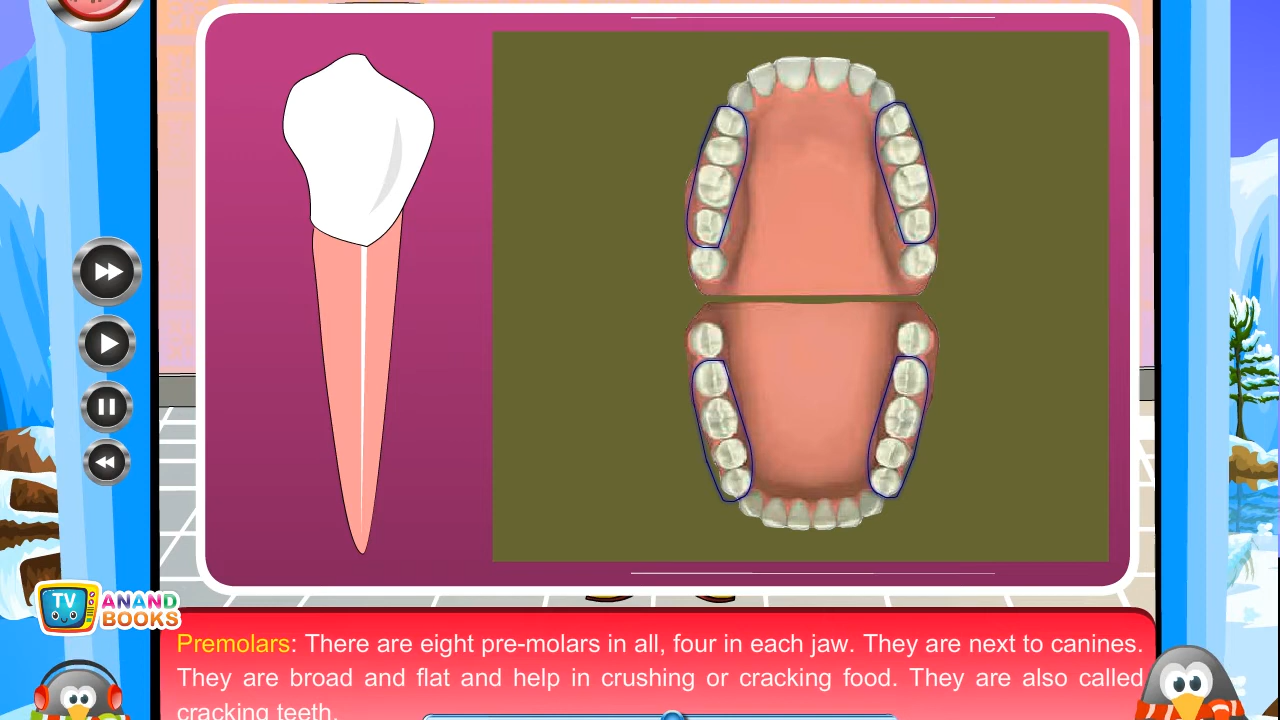 TV
ANAND
BOOKS
Premolars: There are eight pre-molars in all, four in each jaw. They are next to canines.
They are broad and flat and help in crushing or cracking food. They are also called
cracking teeth.